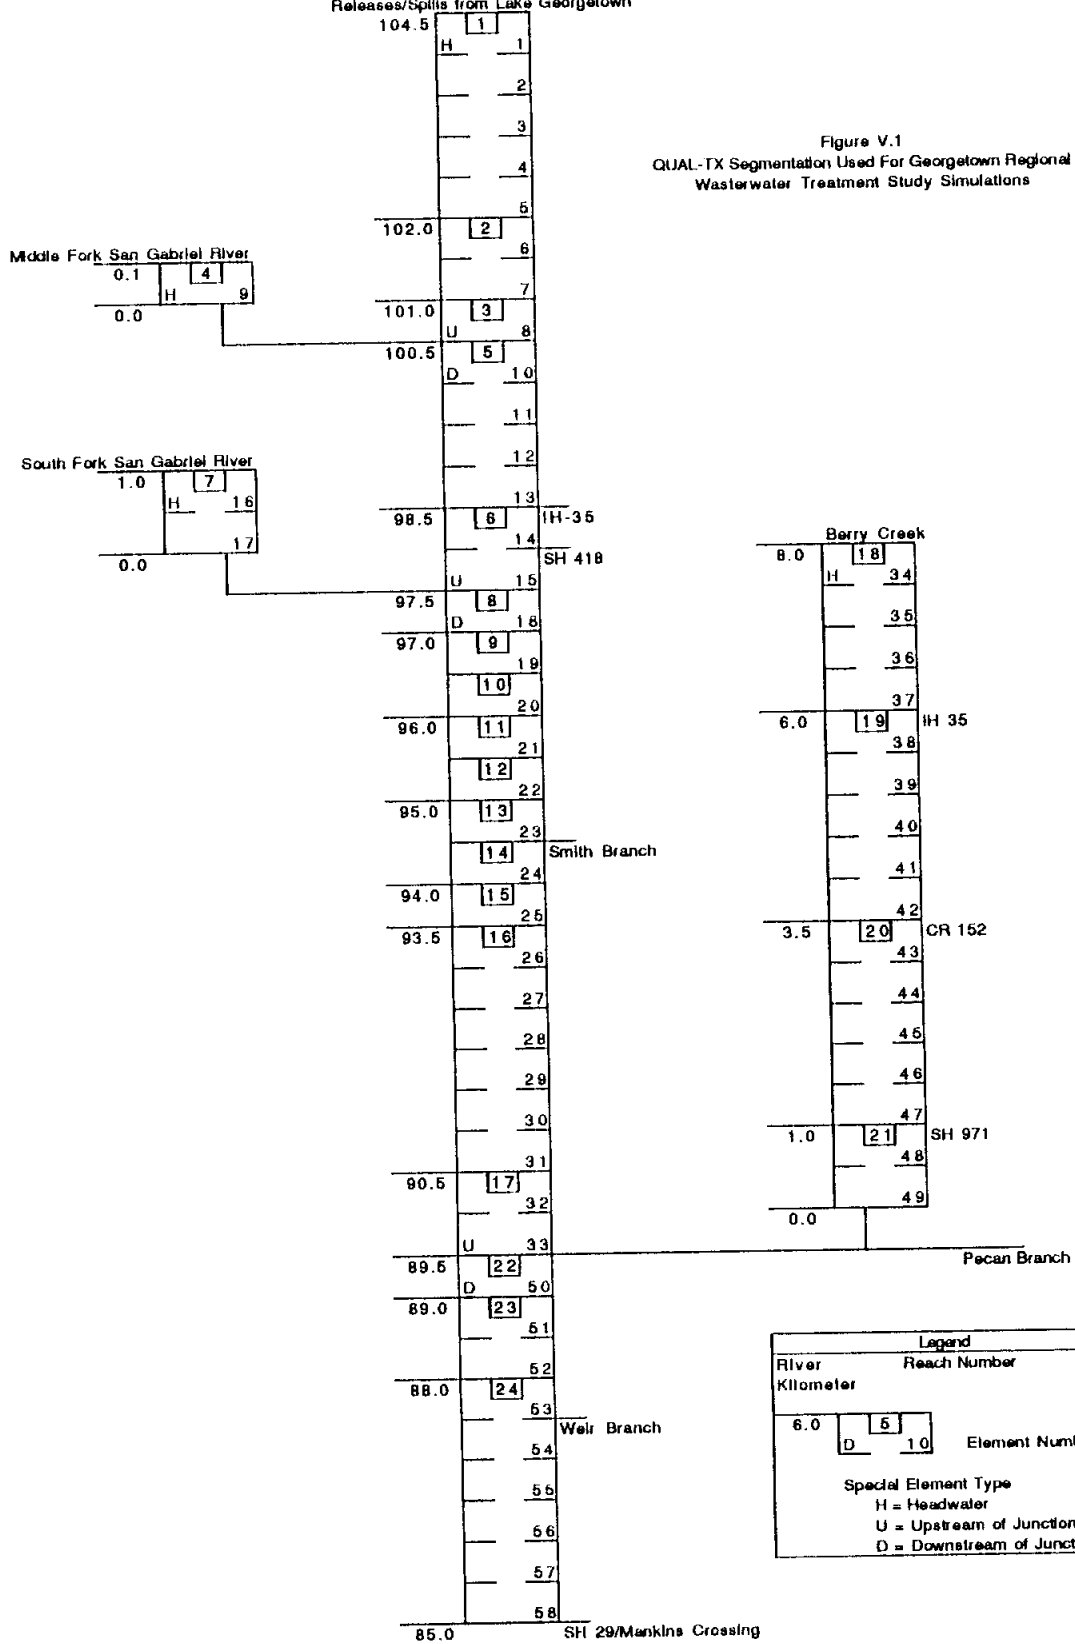 Releases/Spills from Lake Georgetown
104.5 1
H 1
2
3
4
5
Figure V.1
QUAL-TX Segmentation Used For Georgetown Regional
Wasterwater Treatment Study Simulations
102.0 2
6
7
Middle Fork San Gabriel River
0.1 4
H 9
0.0
101.0 3
U 8
100.5 5
D 10
11
12
13
South Fork San Gabriel River
1.0 7
H 16
17
0.0
98.5 6 IH-35
14
SH 418
U 15
97.5 8
D 18
97.0 9
19
10
20
96.0 11
21
12
22
95.0 13
23
14 Smith Branch
24
94.0 15
25
93.5 16
26
27
28
29
30
31
90.5 17
32
U 33
Berry Creek
8.0 18
H 34
35
36
37
6.0 19 IH 35
38
39
40
41
42
3.5 20 CR 152
43
44
45
46
47
1.0 21 SH 971
48
49
0.0
Pecan Branch
89.5 22
D 50
89.0 23
51
52
88.0 24
53
Weir Branch
54
55
56
57
58
85.0 SH 29/Mankins Crossing
Legend
River Reach Number
Kilometer
6.0 5
D 10 Element Num
Special Element Type
H = Headwater
U = Upstream of Junction
D = Downstream of Junct